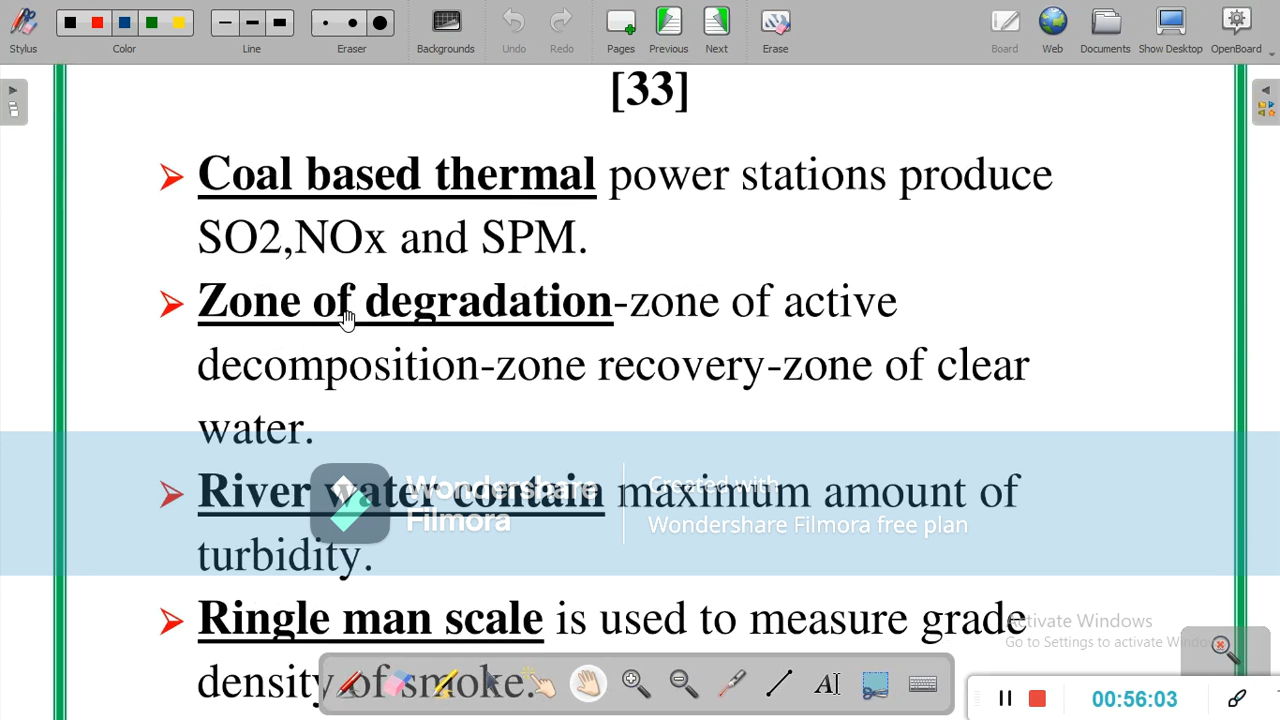 Stylus Color Line Eraser Backgrounds Undo Redo Pages Previous Next Erase Board Web Documents Show Desktop OpenBoard
[33]
Coal based thermal power stations produce
SO2,NOx and SPM.
Zone of degradation-zone of active
decomposition-zone recovery-zone of clear
water.
River water contain maximum amount of
turbidity.
Wondershare
Filmora
Created with
Wondershare Filmora free plan
Ringle man scale is used to measure grade
density of smoke.
Activate Windows
Go to Settings to activate Windows
00:56:03